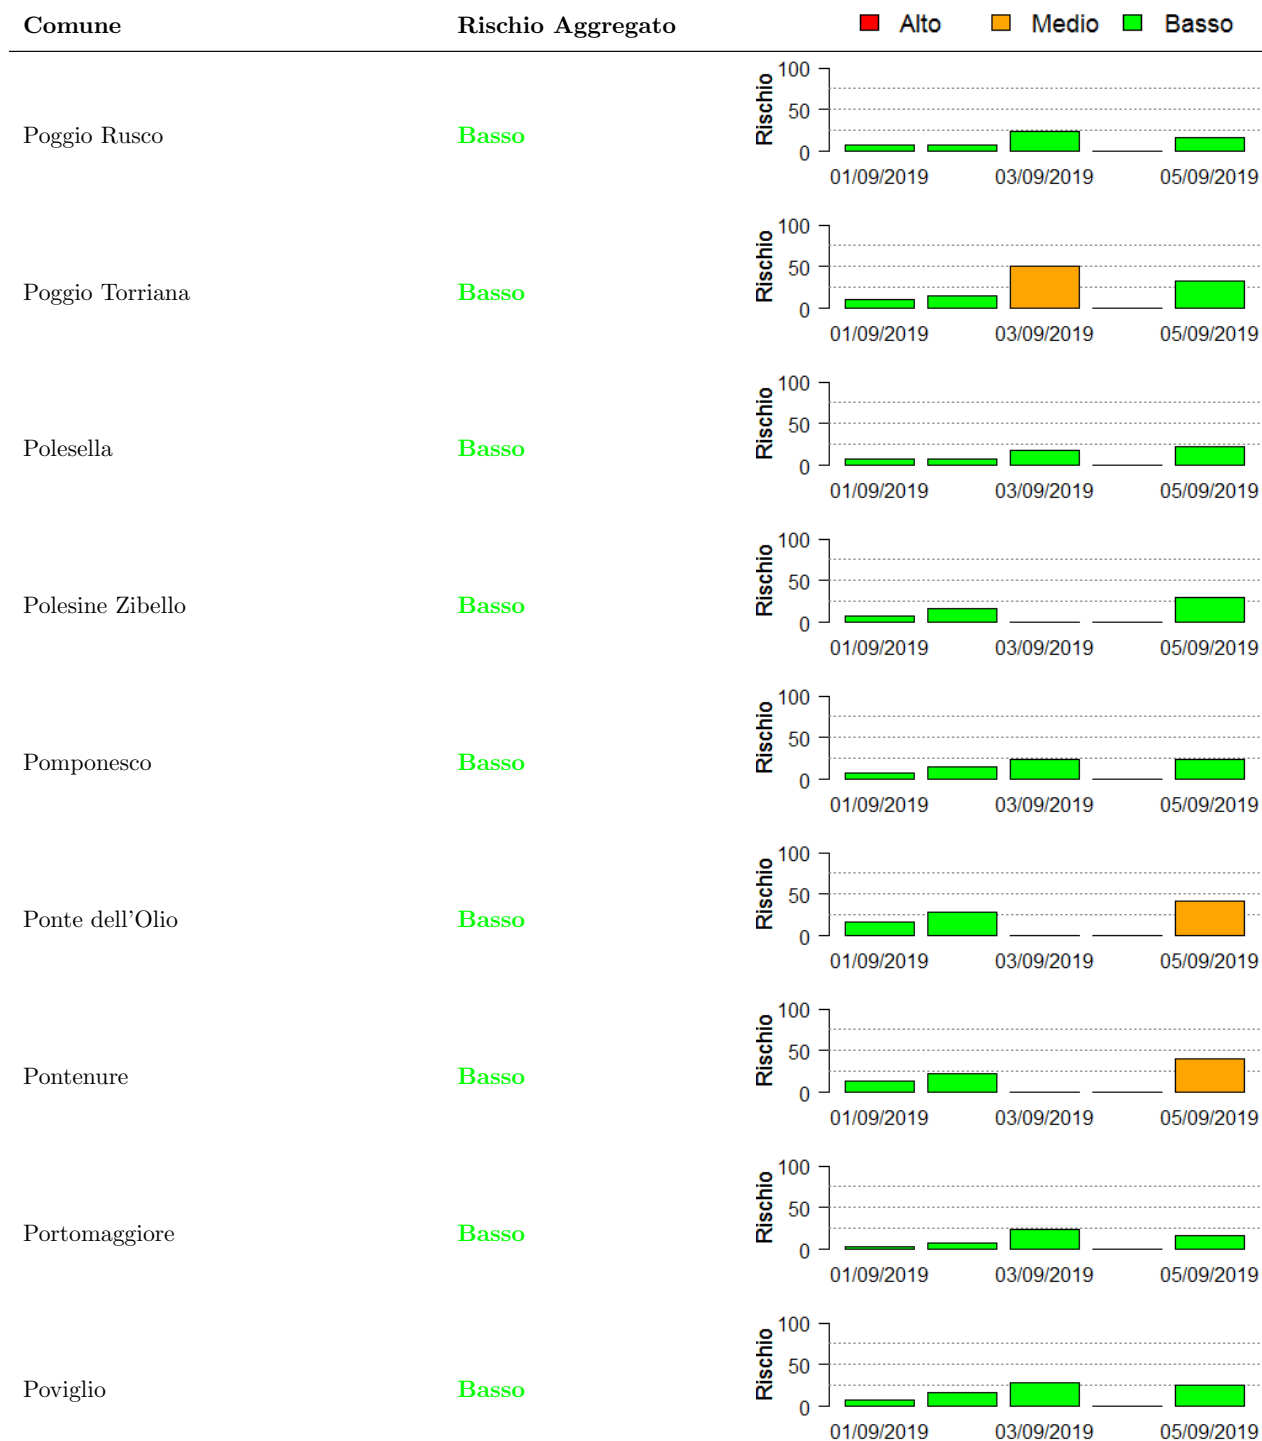 Comune Rischio Aggregato Alto Medio Basso
Poggio Rusco Basso Rischio 100 50 0
01/09/2019 03/09/2019 05/09/2019
Poggio Torriana Basso Rischio 100 50 0
01/09/2019 03/09/2019 05/09/2019
Polesella Basso Rischio 100 50 0
01/09/2019 03/09/2019 05/09/2019
Polesine Zibello Basso Rischio 100 50 0
01/09/2019 03/09/2019 05/09/2019
Pomponesco Basso Rischio 100 50 0
01/09/2019 03/09/2019 05/09/2019
Ponte dell'Olio Basso Rischio 100 50 0
01/09/2019 03/09/2019 05/09/2019
Pontenure Basso Rischio 100 50 0
01/09/2019 03/09/2019 05/09/2019
Portomaggiore Basso Rischio 100 50 0
01/09/2019 03/09/2019 05/09/2019
Poviglio Basso Rischio 100 50 0
01/09/2019 03/09/2019 05/09/2019